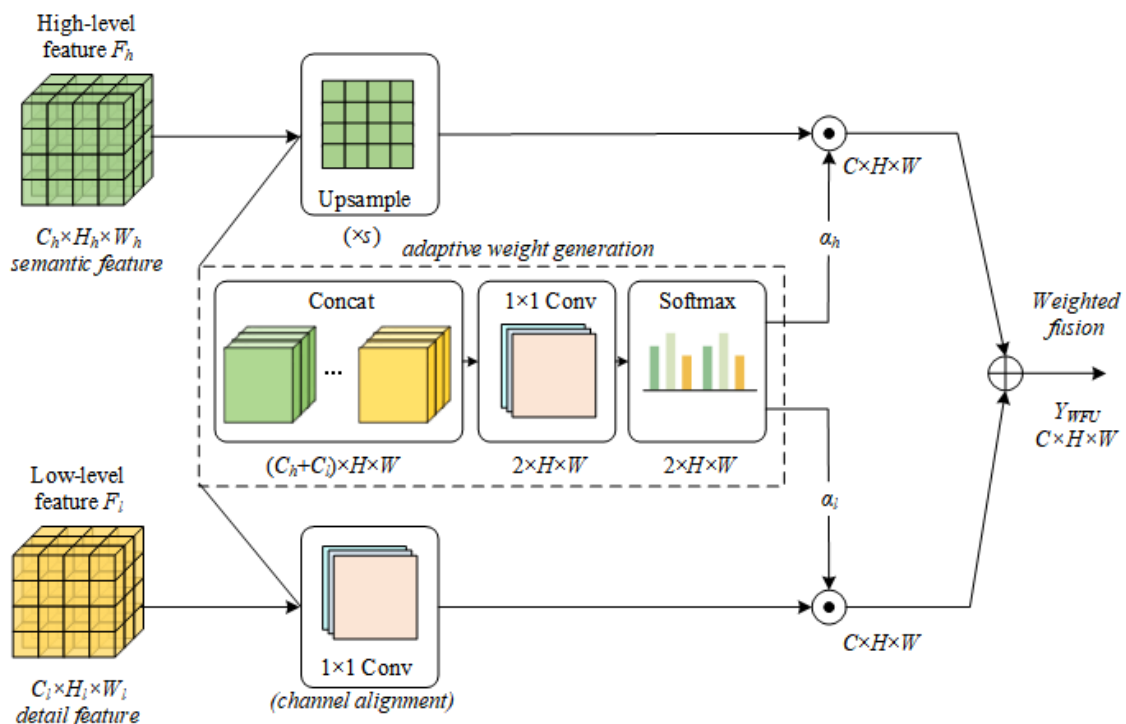 High-level
feature F_h
C_h×H_h×W_h
semantic feature
Upsample
(×s)
C×H×W
adaptive weight generation
Concat
...
(C_h+C_l)×H×W
1×1 Conv
2×H×W
Softmax
2×H×W
α_h
α_l
Weighted
fusion
Y_WFU
C×H×W
Low-level
feature F_l
C_l×H_l×W_l
detail feature
1×1 Conv
(channel alignment)
C×H×W